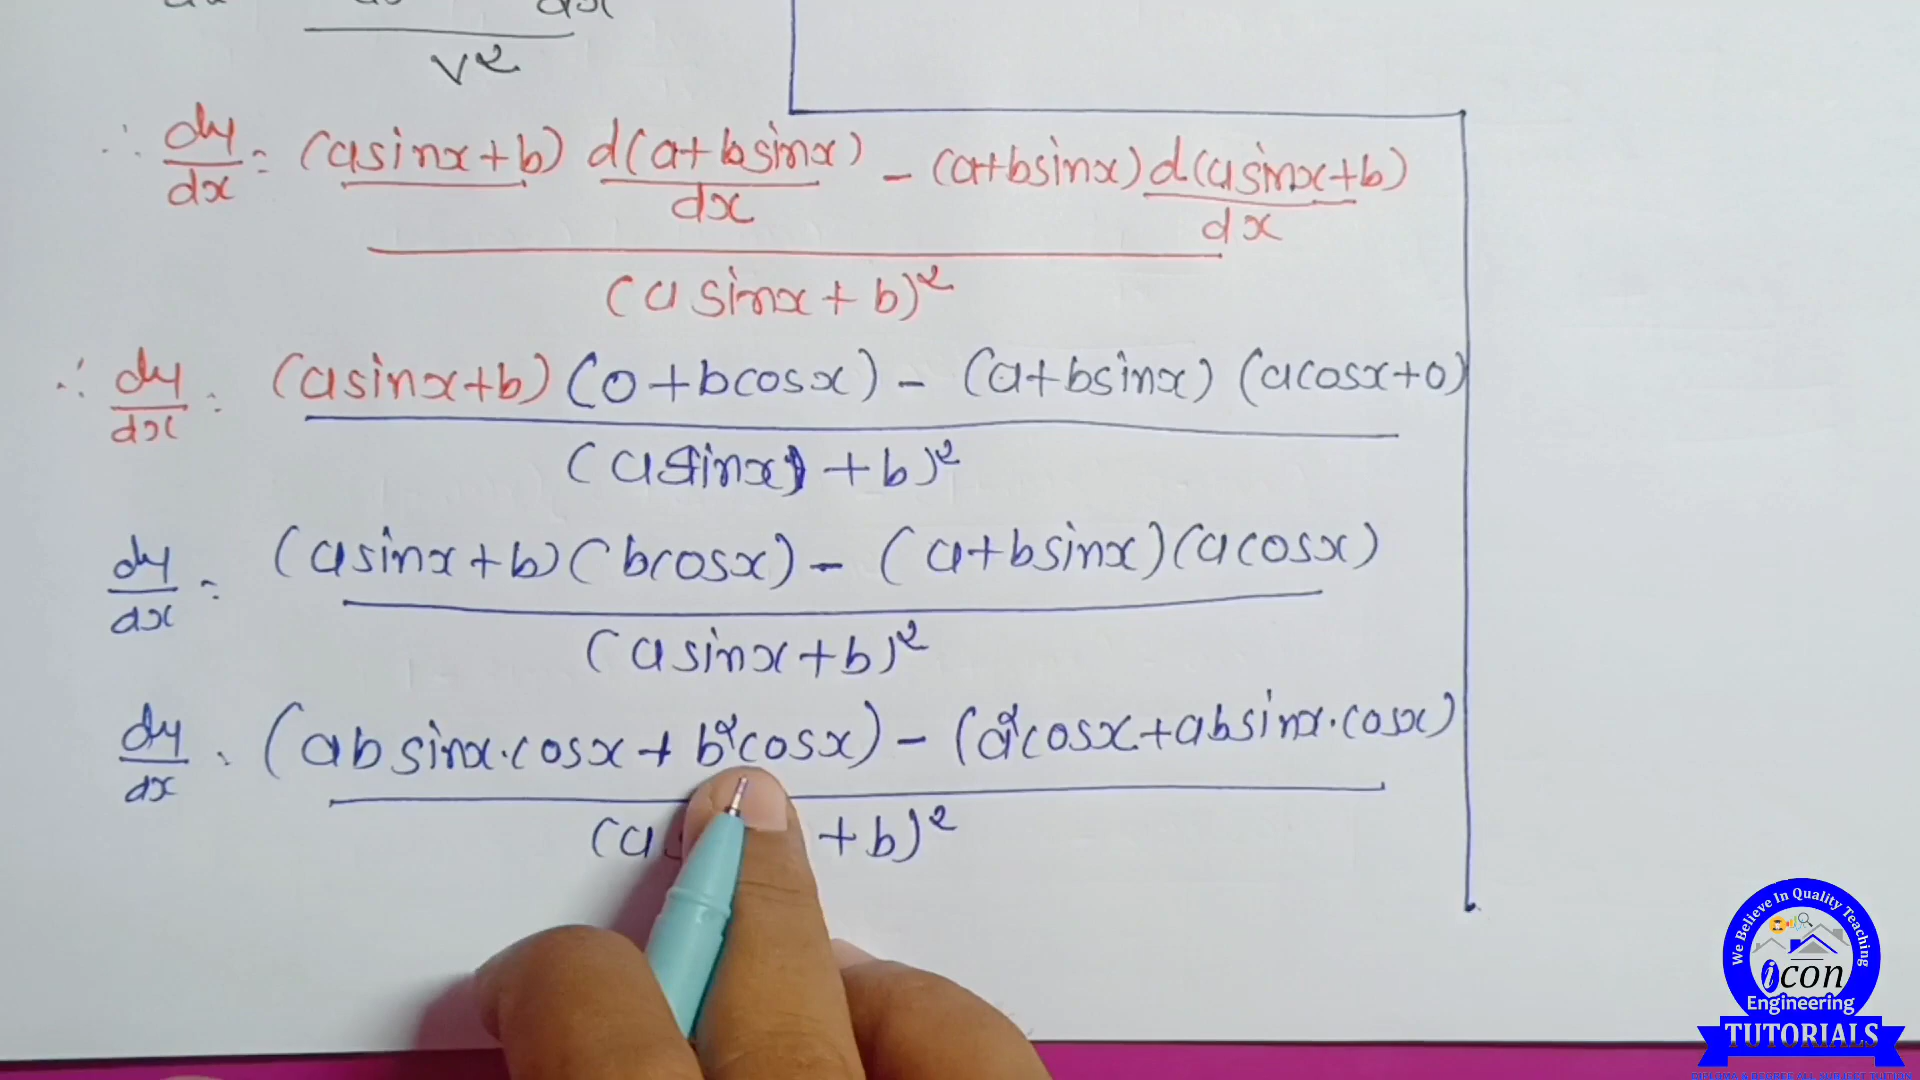 dx
v²
∴ dy/dx = (asinx+b) d(a+bsinx)/dx - (a+bsinx) d(asinx+b)/dx
(asinx+b)²
∴ dy/dx = (asinx+b)(0+bcosx) - (a+bsinx)(acosx+0)
(asinx+b)²
dy/dx = (asinx+b)(bcosx) - (a+bsinx)(acosx)
(asinx+b)²
dy/dx = (absinx.cosx+b²cosx) - (a²cosx+absinx.cosx)
(a +b)²
We Believe In Quality Teaching
icon
Engineering
TUTORIALS